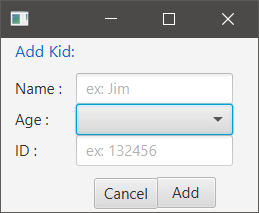 Add Kid:
Name : ex: Jim
Age :
ID : ex: 132456
Cancel Add